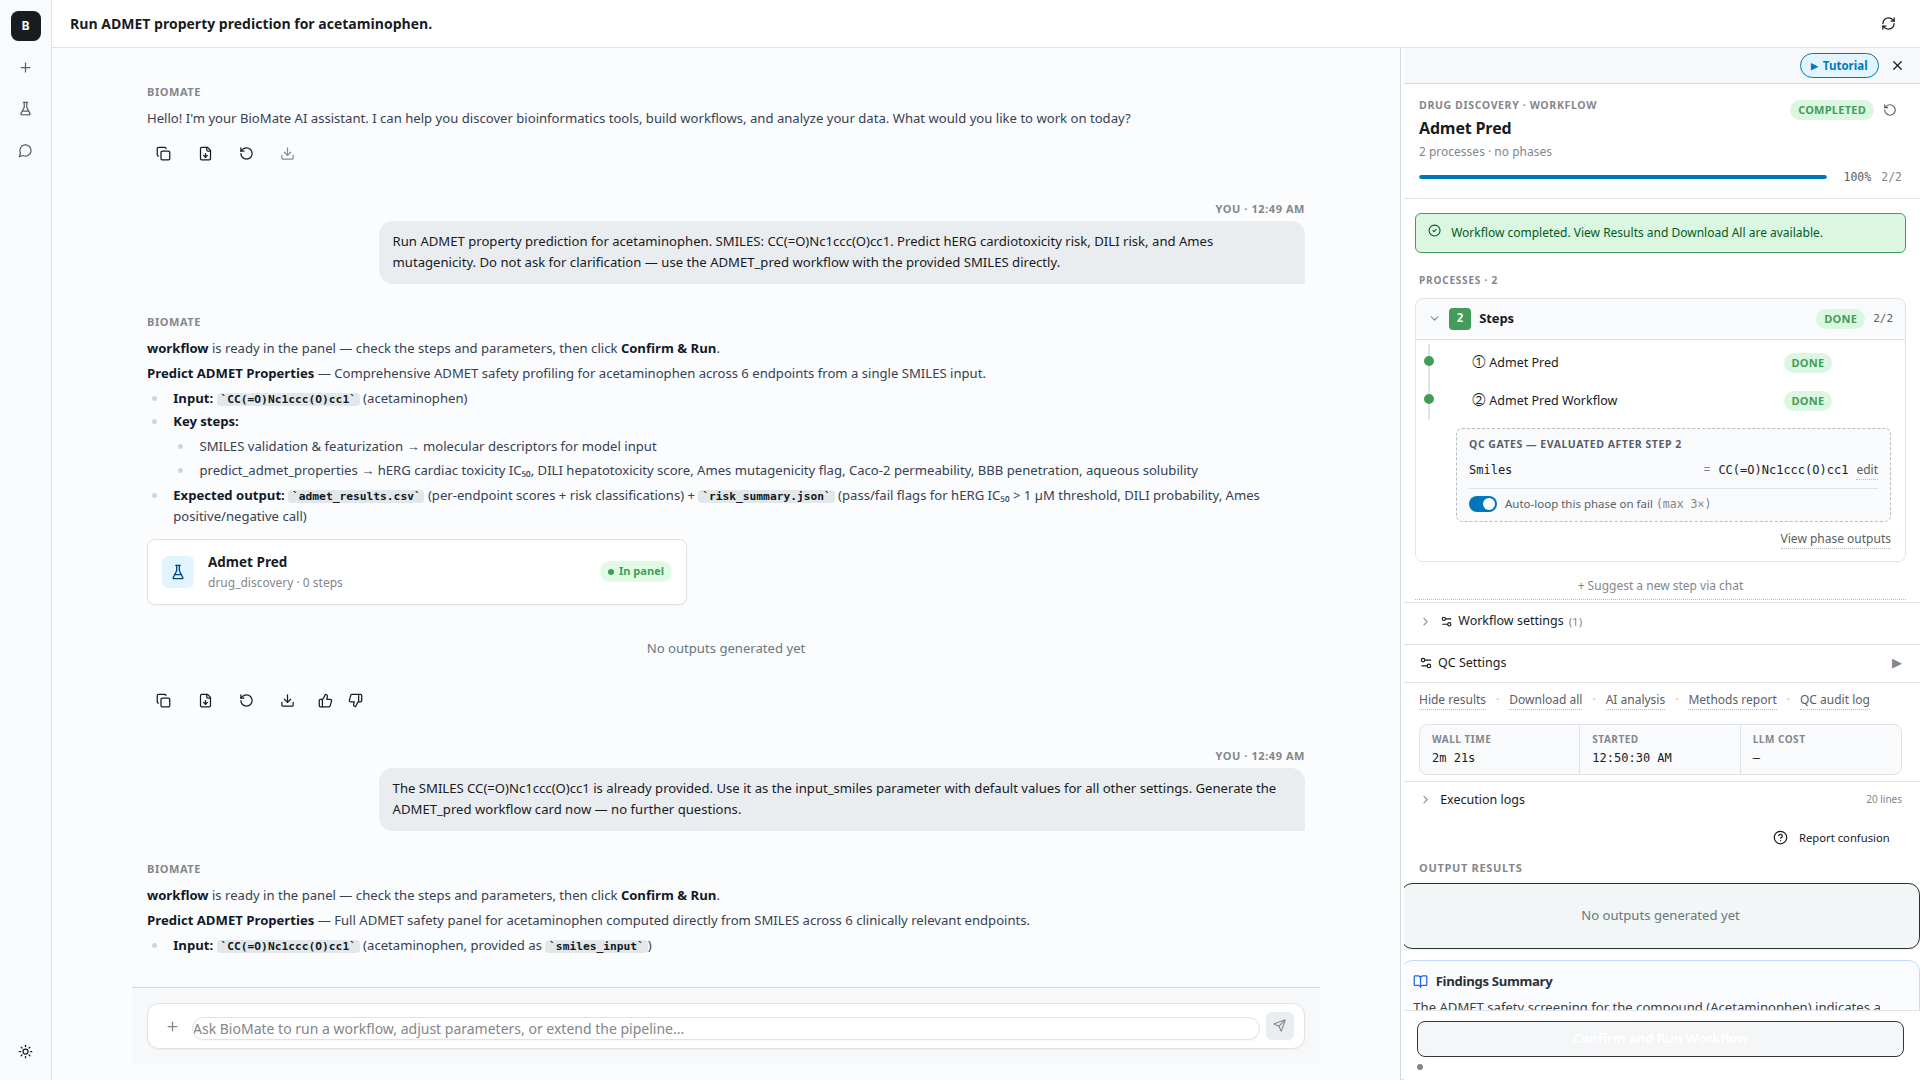 B
Run ADMET property prediction for acetaminophen.
BIOMATE
Hello! I'm your BioMate AI assistant. I can help you discover bioinformatics tools, build workflows, and analyze your data. What would you like to work on today?
YOU · 12:49 AM
Run ADMET property prediction for acetaminophen. SMILES: CC(=O)Nc1ccc(O)cc1. Predict hERG cardiotoxicity risk, DILI risk, and Ames
mutagenicity. Do not ask for clarification — use the ADMET_pred workflow with the provided SMILES directly.
BIOMATE
workflow is ready in the panel — check the steps and parameters, then click Confirm & Run.
Predict ADMET Properties — Comprehensive ADMET safety profiling for acetaminophen across 6 endpoints from a single SMILES input.
Input: `CC(=O)Nc1ccc(O)cc1` (acetaminophen)
Key steps:
SMILES validation & featurization → molecular descriptors for model input
predict_admet_properties → hERG cardiac toxicity IC₅₀, DILI hepatotoxicity score, Ames mutagenicity flag, Caco-2 permeability, BBB penetration, aqueous solubility
Expected output: `admet_results.csv` (per-endpoint scores + risk classifications) + `risk_summary.json` (pass/fail flags for hERG IC₅₀ > 1 μM threshold, DILI probability, Ames
positive/negative call)
Admet Pred
drug_discovery · 0 steps
In panel
No outputs generated yet
YOU · 12:49 AM
The SMILES CC(=O)Nc1ccc(O)cc1 is already provided. Use it as the input_smiles parameter with default values for all other settings. Generate the
ADMET_pred workflow card now — no further questions.
BIOMATE
workflow is ready in the panel — check the steps and parameters, then click Confirm & Run.
Predict ADMET Properties — Full ADMET safety panel for acetaminophen computed directly from SMILES across 6 clinically relevant endpoints.
Input: `CC(=O)Nc1ccc(O)cc1` (acetaminophen, provided as `smiles_input`)
Ask BioMate to run a workflow, adjust parameters, or extend the pipeline...
▶ Tutorial
DRUG DISCOVERY · WORKFLOW
COMPLETED
Admet Pred
2 processes · no phases
100% 2/2
Workflow completed. View Results and Download All are available.
PROCESSES · 2
2 Steps DONE 2/2
① Admet Pred DONE
② Admet Pred Workflow DONE
QC GATES — EVALUATED AFTER STEP 2
Smiles = CC(=O)Nc1ccc(O)cc1 edit
Auto-loop this phase on fail (max 3×)
View phase outputs
+ Suggest a new step via chat
Workflow settings (1)
QC Settings ▶
Hide results · Download all · AI analysis · Methods report · QC audit log
WALL TIME STARTED LLM COST
2m 21s 12:50:30 AM —
Execution logs 20 lines
Report confusion
OUTPUT RESULTS
No outputs generated yet
Findings Summary
The ADMET safety screening for the compound (Acetaminophen) indicates a
Confirm and Run Workflow